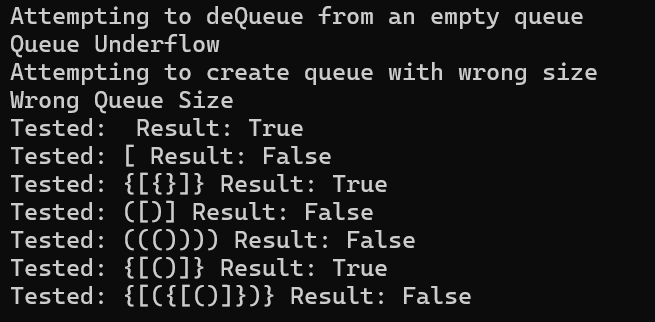 Attempting to deQueue from an empty queue
Queue Underflow
Attempting to create queue with wrong size
Wrong Queue Size
Tested:  Result: True
Tested: [ Result: False
Tested: {[{}]} Result: True
Tested: ([)] Result: False
Tested: ((()))) Result: False
Tested: {[()]} Result: True
Tested: {[({[()]})} Result: False